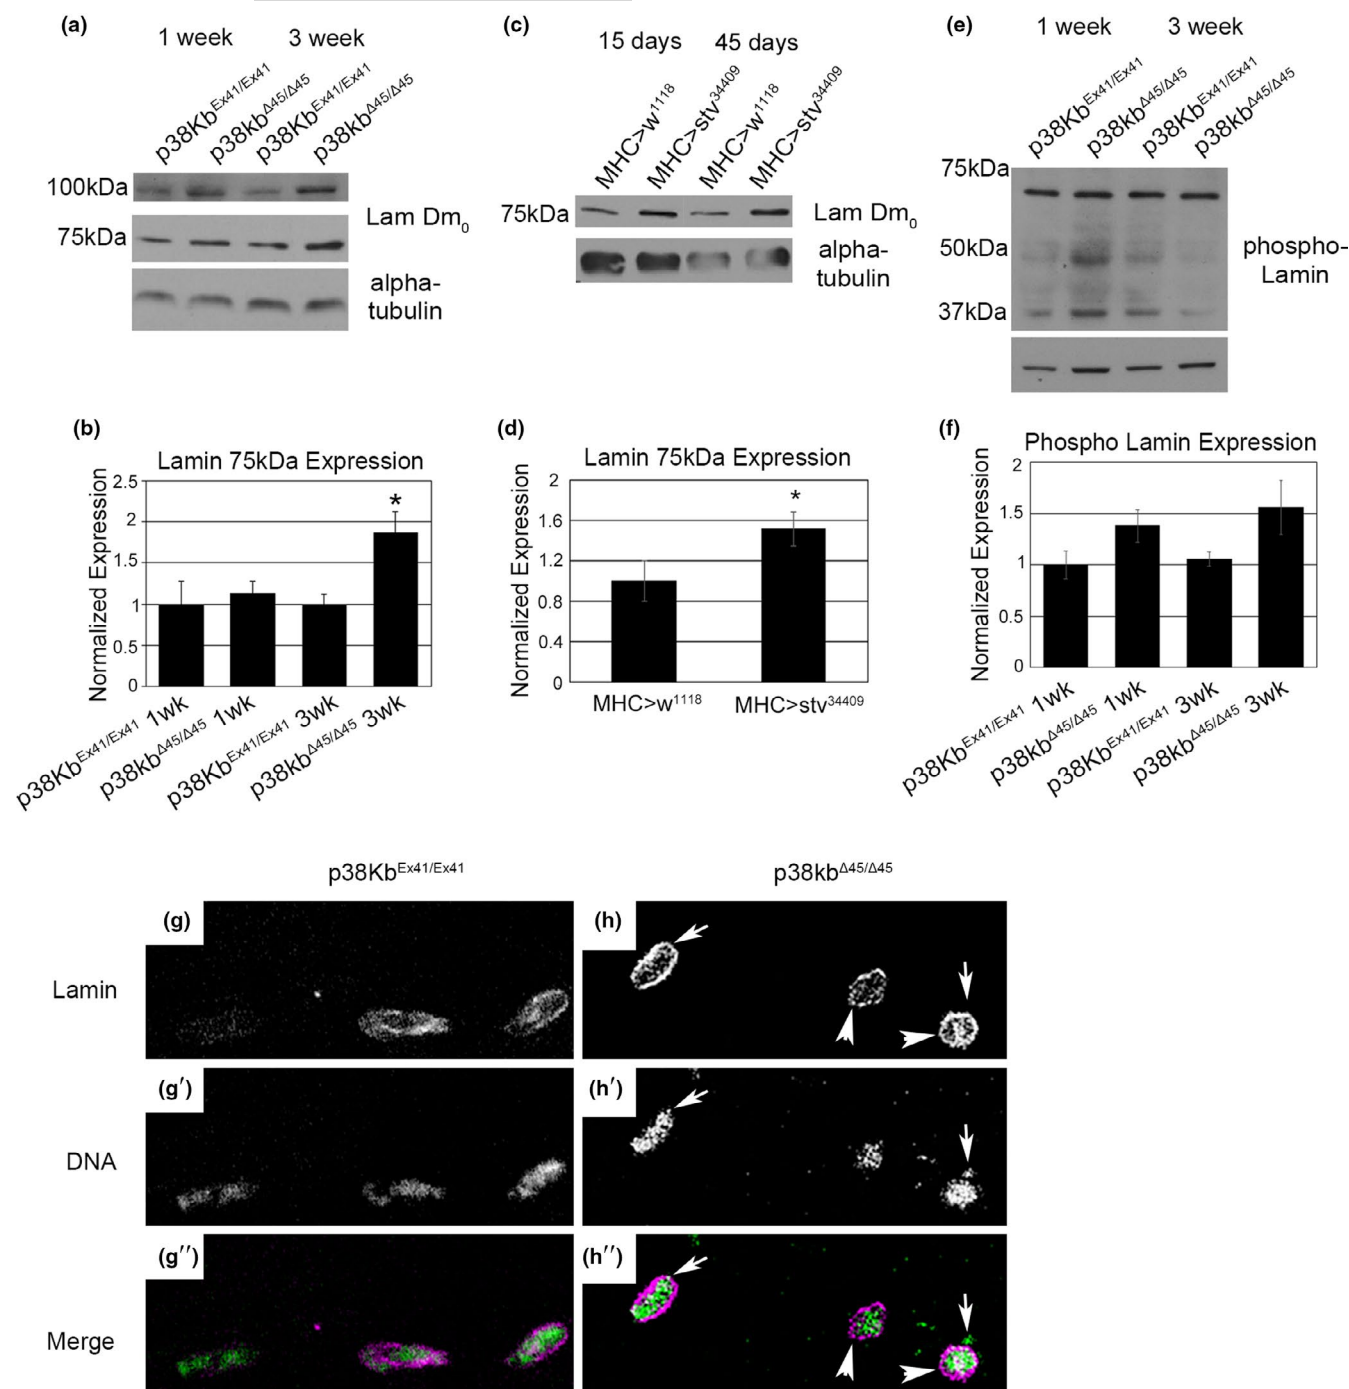 (a)
1 week 3 week
p38Kb^Ex41/Ex41 p38kb^Δ45/Δ45 p38Kb^Ex41/Ex41 p38kb^Δ45/Δ45
100kDa
75kDa
Lam Dm₀
alpha-
tubulin
(c)
15 days 45 days
MHC>w^1118 MHC>stv^34409 MHC>w^1118 MHC>stv^34409
75kDa
Lam Dm₀
alpha-
tubulin
(e)
1 week 3 week
p38Kb^Ex41/Ex41 p38kb^Δ45/Δ45 p38Kb^Ex41/Ex41 p38kb^Δ45/Δ45
75kDa
50kDa
37kDa
phospho-
Lamin
(b)
Lamin 75kDa Expression
Normalized Expression
2.5
2
1.5
1
0.5
0
*
p38Kb^Ex41/Ex41 1wk
p38kb^Δ45/Δ45 1wk
p38Kb^Ex41/Ex41 3wk
p38kb^Δ45/Δ45 3wk
(d)
Lamin 75kDa Expression
Normalized Expression
2
1.6
1.2
0.8
0.4
0
*
MHC>w^1118 MHC>stv^34409
(f)
Phospho Lamin Expression
Normalized Expression
2
1.5
1
0.5
0
p38Kb^Ex41/Ex41 1wk
p38kb^Δ45/Δ45 1wk
p38Kb^Ex41/Ex41 3wk
p38kb^Δ45/Δ45 3wk
p38Kb^Ex41/Ex41 p38kb^Δ45/Δ45
(g) (h)
Lamin
(g′) (h′)
DNA
(g′′) (h′′)
Merge